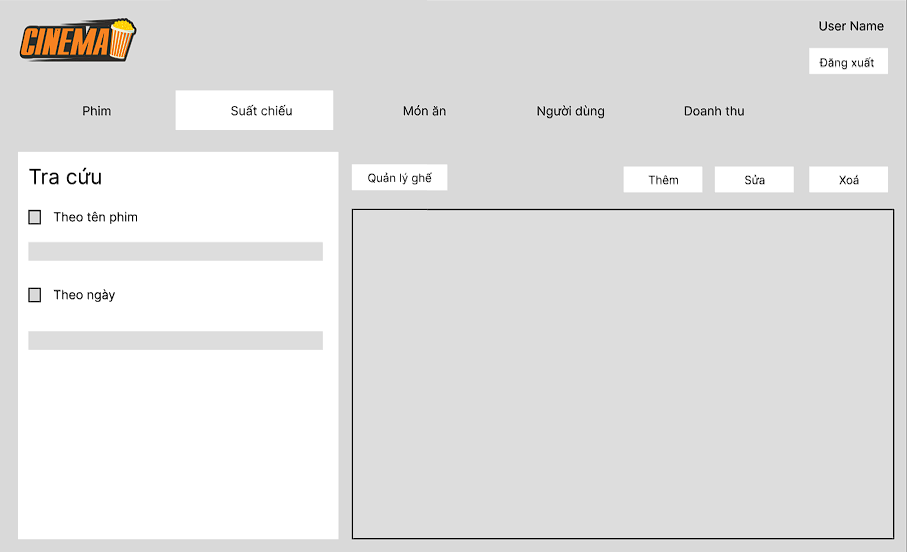 CINEMA
User Name
Đăng xuất
Phim
Suất chiếu
Món ăn
Người dùng
Doanh thu
Tra cứu
Theo tên phim
Theo ngày
Quản lý ghế
Thêm
Sửa
Xoá